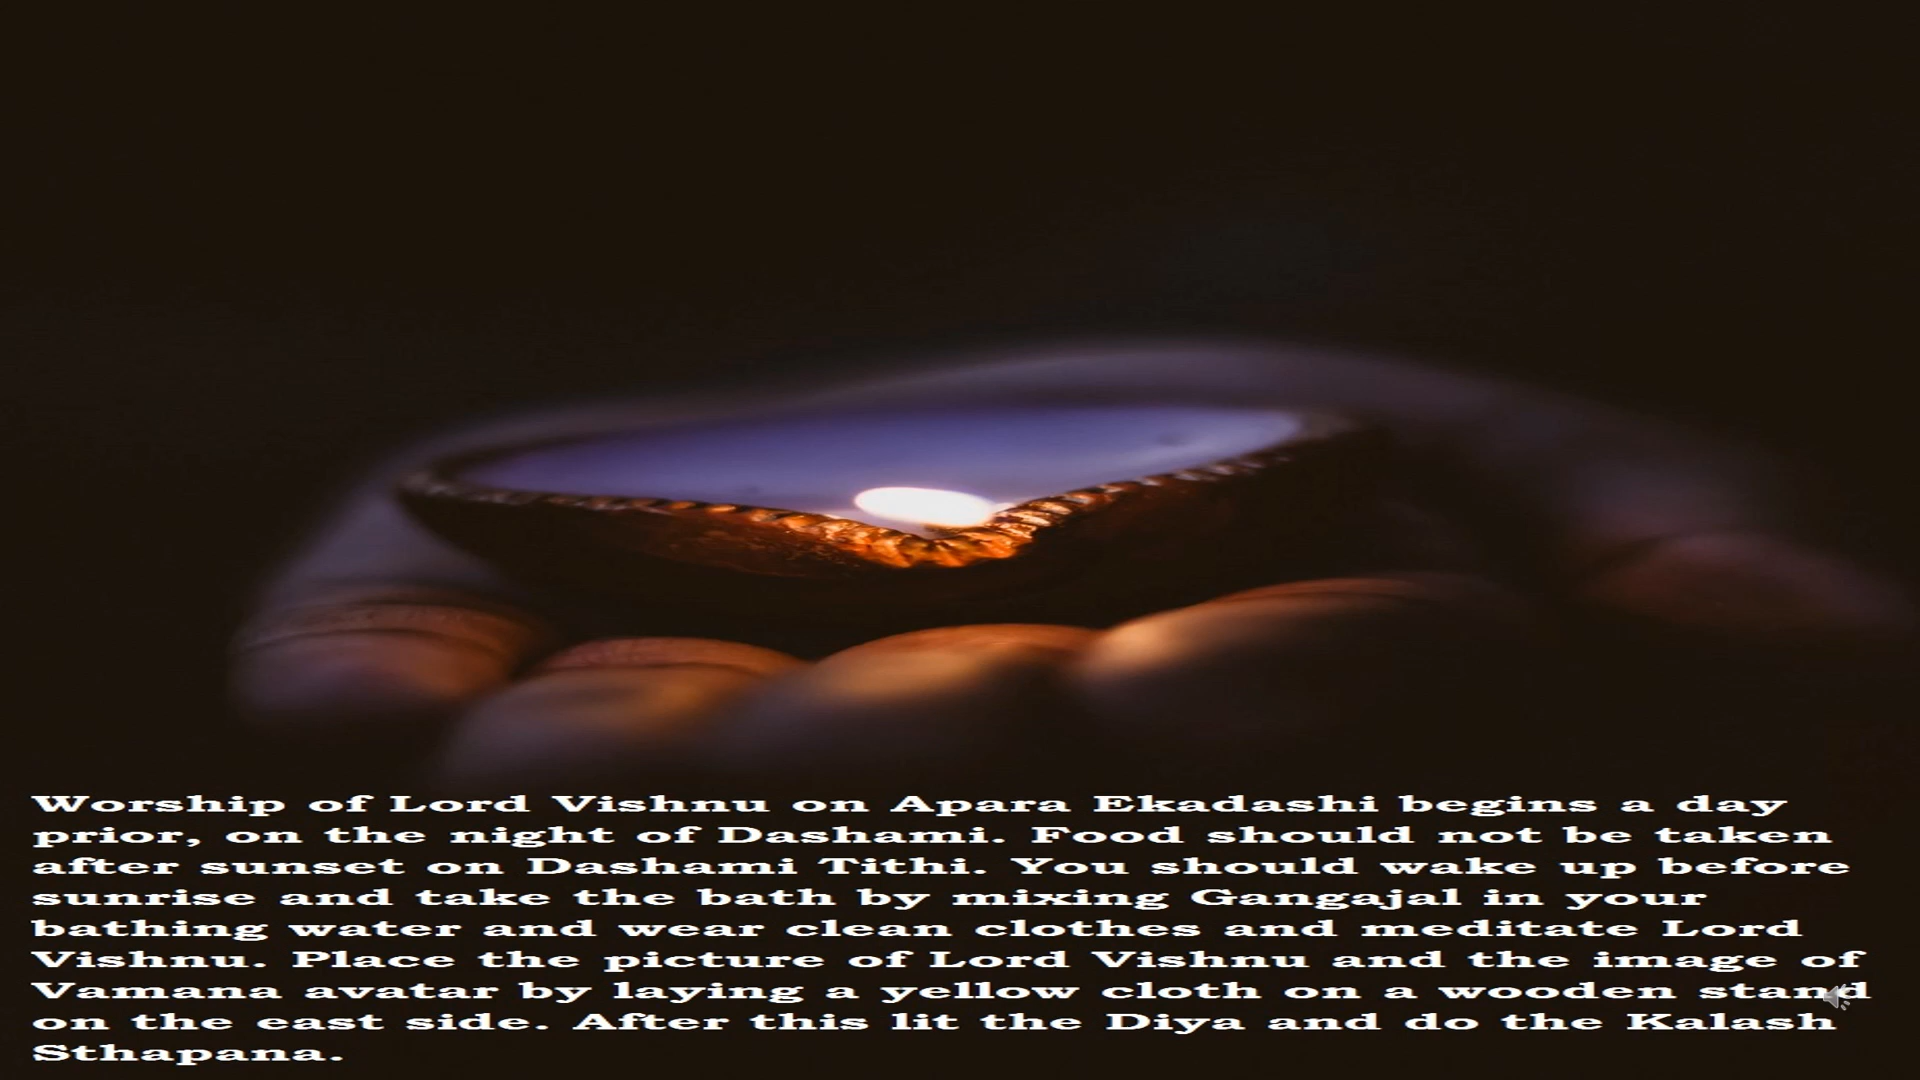 Worship of Lord Vishnu on Apara Ekadashi begins a day
prior, on the night of Dashami. Food should not be taken
after sunset on Dashami Tithi. You should wake up before
sunrise and take the bath by mixing Gangajal in your
bathing water and wear clean clothes and meditate Lord
Vishnu. Place the picture of Lord Vishnu and the image of
Vamana avatar by laying a yellow cloth on a wooden stand
on the east side. After this lit the Diya and do the Kalash
Sthapana.